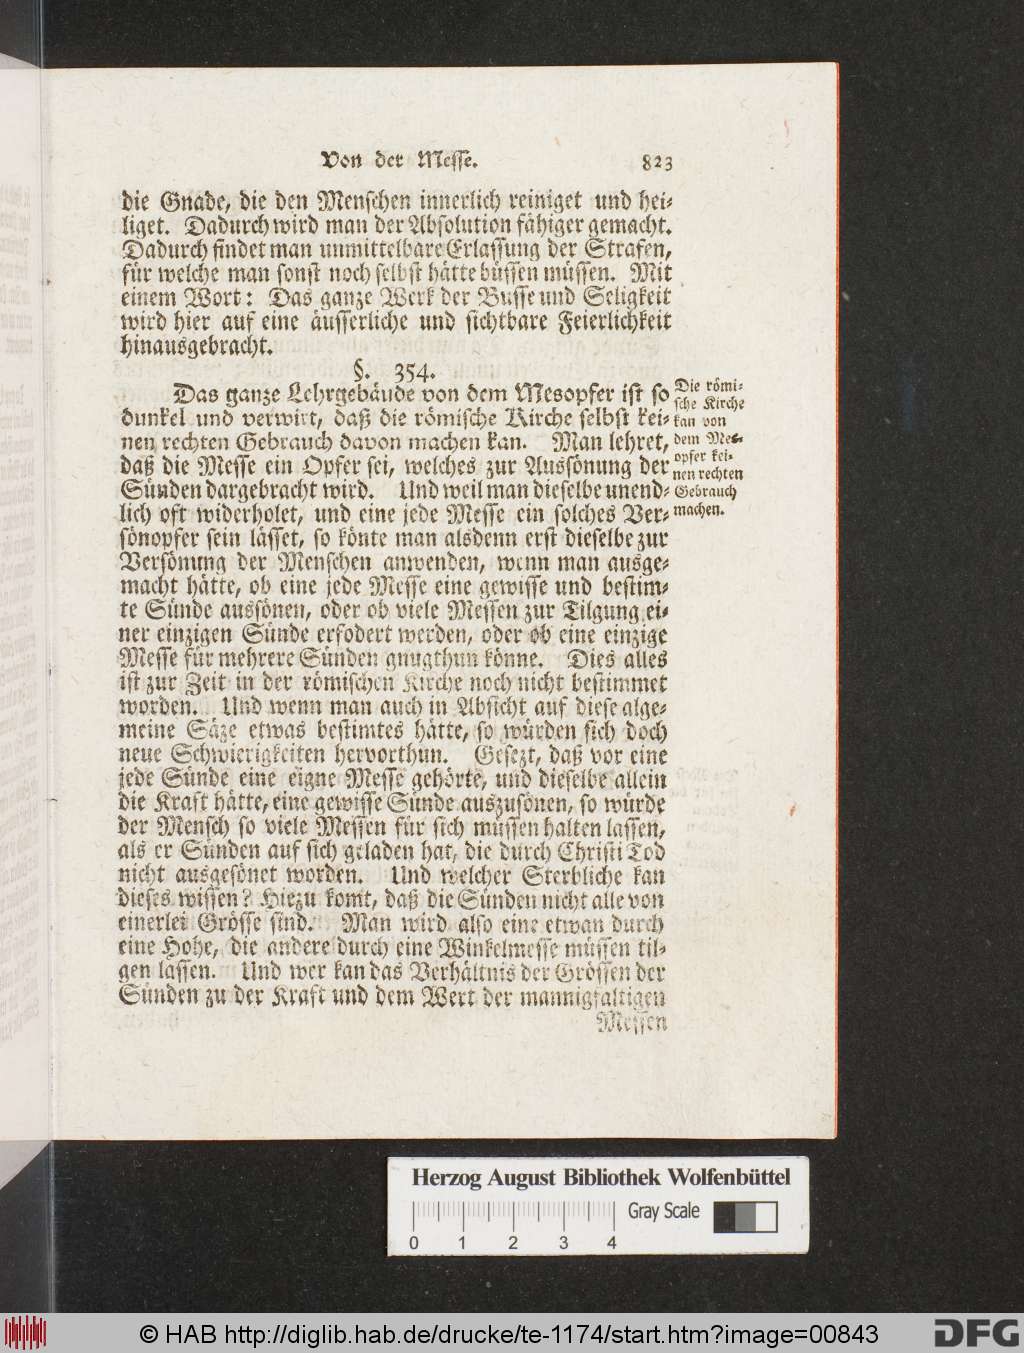 Von der Messe. 823
die Gnade, die den Menschen innerlich reiniget und hei-
liget. Dadurch wird man der Absolution fähiger gemacht.
Dadurch findet man unmittelbare Erlassung der Strafen,
für welche man sonst noch selbst hätte büssen müssen. Mit
einem Wort: Das ganze Werk der Busse und Seligkeit
wird hier auf eine äusserliche und sichtbare Feierlichkeit
hinausgebracht.
§. 354.
Das ganze Lehrgebäude von dem Mesopfer ist so
dunkel und verwirt, daß die römische Kirche selbst kei-
nen rechten Gebrauch davon machen kan. Man lehret,
daß die Messe ein Opfer sei, welches zur Aussönung der
Sünden dargebracht wird. Und weil man dieselbe unend-
lich oft widerholet, und eine jede Messe ein solches Ver-
sönopfer sein lässet, so könte man alsdenn erst dieselbe zur
Versönung der Menschen anwenden, wenn man ausge-
macht hätte, ob eine jede Messe eine gewisse und bestim-
te Sünde aussönen, oder ob viele Messen zur Tilgung ei-
ner einzigen Sünde erfodert werden, oder ob eine einzige
Messe für mehrere Sünden gnugthun könne. Dies alles
ist zur Zeit in der römischen Kirche noch nicht bestimmet
worden. Und wenn man auch in Absicht auf diese alge-
meine Säze etwas bestimtes hätte, so würden sich doch
neue Schwierigkeiten hervorthun. Gesezt, daß vor eine
jede Sünde eine eigne Messe gehörte, und dieselbe allein
die Kraft hätte, eine gewisse Sünde auszusönen, so würde
der Mensch so viele Messen für sich müssen halten lassen,
als er Sünden auf sich geladen hat, die durch Christi Tod
nicht ausgesönet worden. Und welcher Sterbliche kan
dieses wissen? Hiezu komt, daß die Sünden nicht alle von
einerlei Grösse sind. Man wird also eine etwan durch
eine Hohe, die andere durch eine Winkelmesse müssen til-
gen lassen. Und wer kan das Verhältnis der Grössen der
Sünden zu der Kraft und dem Wert der mannigfaltigen
Messen
Die römi-
sche Kirche
kan von
dem Mes-
opfer kei-
nen rechten
Gebrauch
machen.
Herzog August Bibliothek Wolfenbüttel
Gray Scale
0 1 2 3 4
© HAB http://diglib.hab.de/drucke/te-1174/start.htm?image=00843
DFG